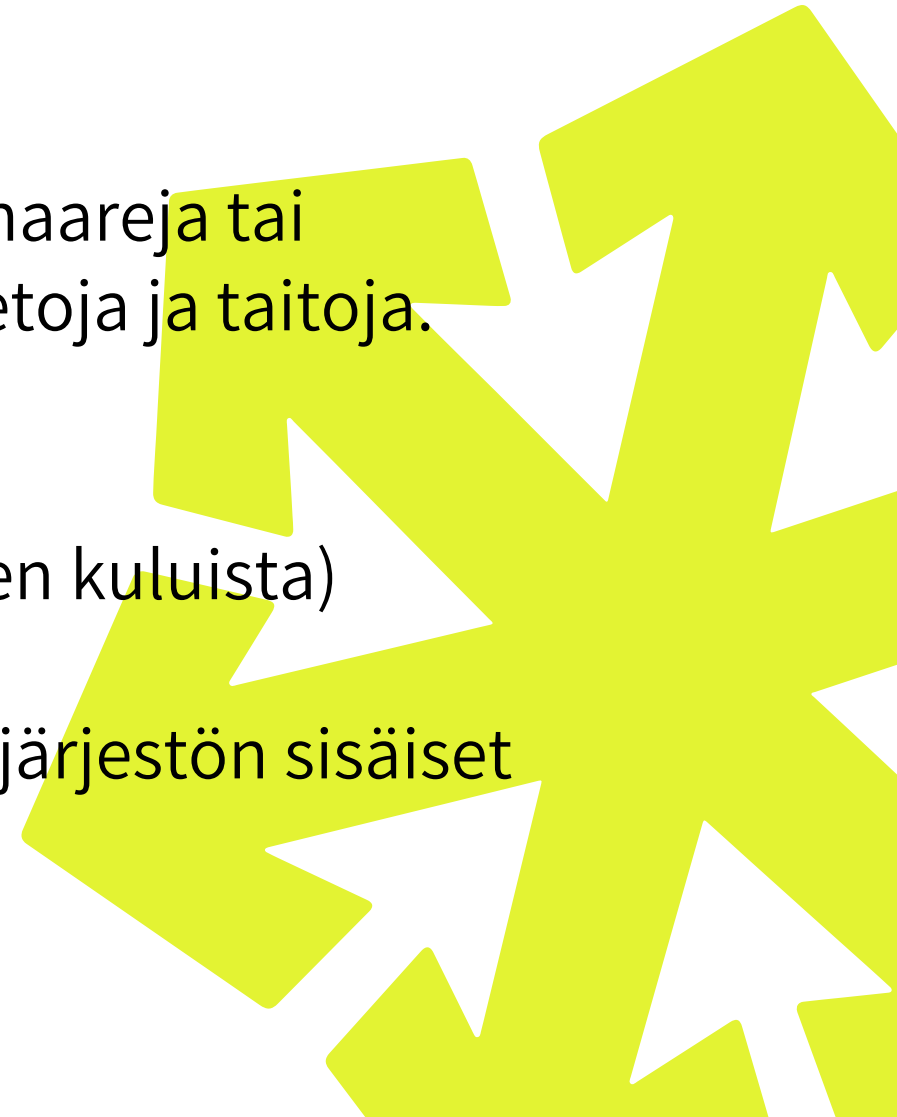 naareja tai
etoja ja taitoja.
en kuluista)
järjestön sisäiset